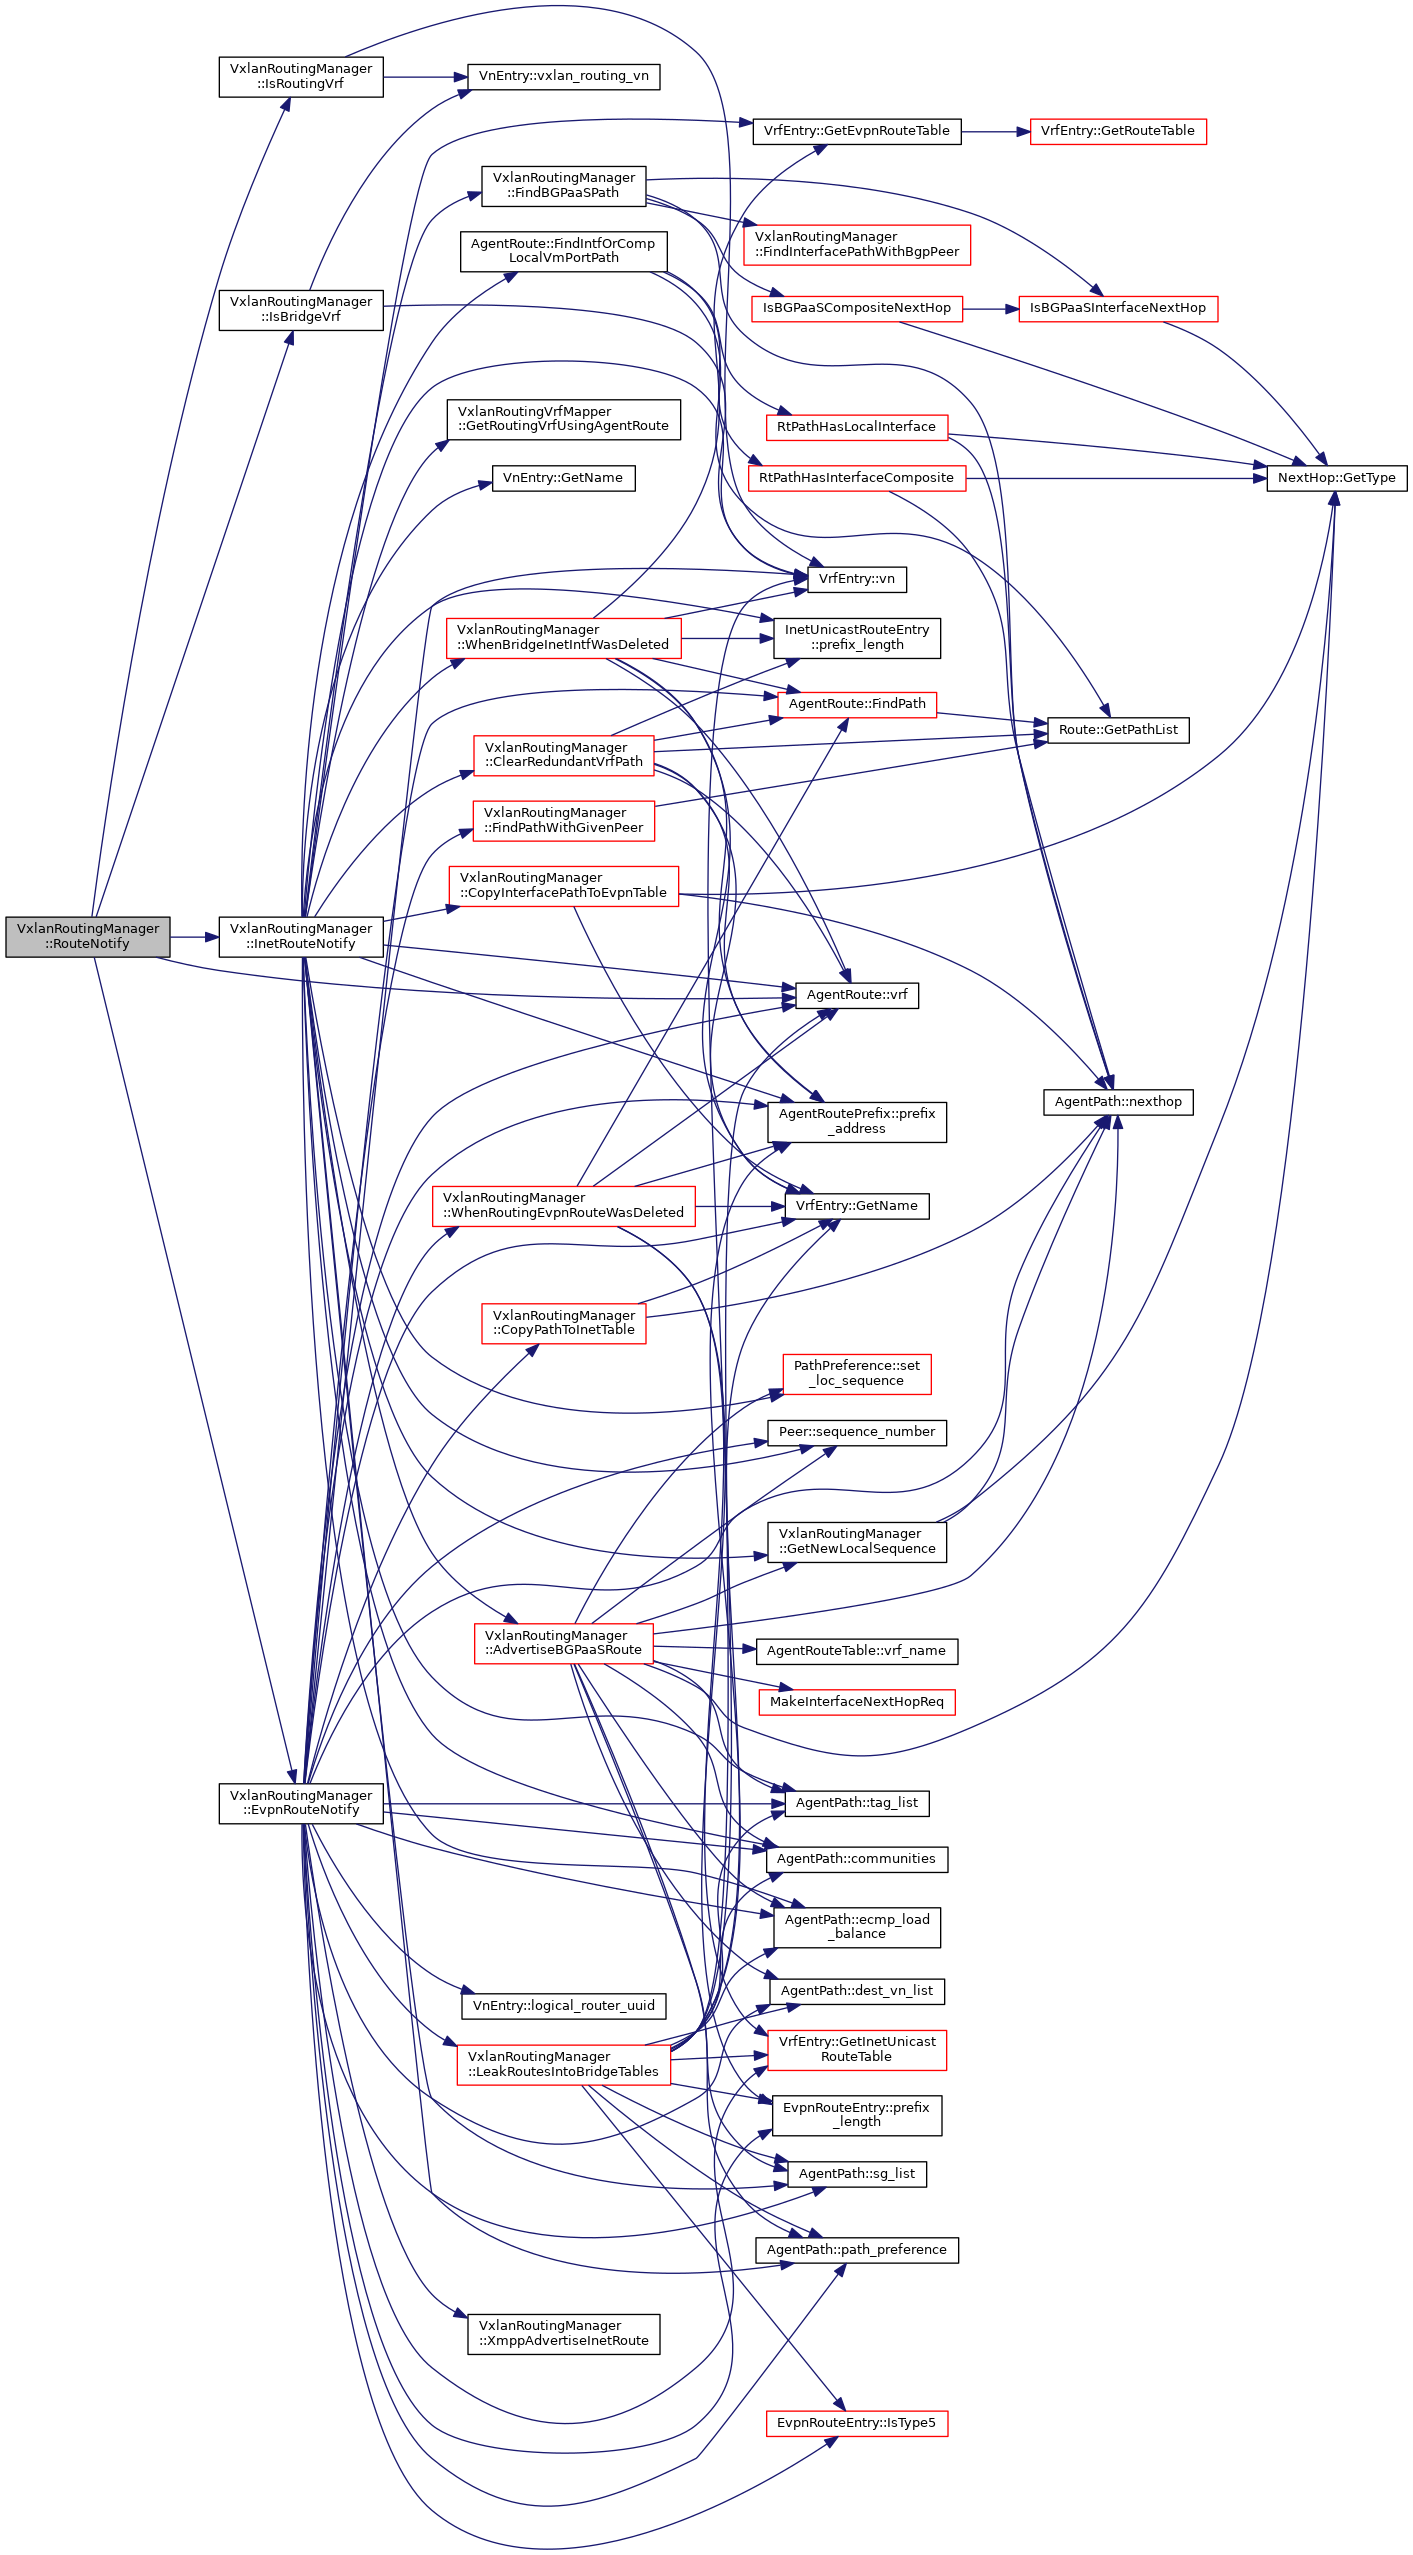 VxlanRoutingManager
::RouteNotify
VxlanRoutingManager
::IsRoutingVrf
VxlanRoutingManager
::IsBridgeVrf
VxlanRoutingManager
::InetRouteNotify
VxlanRoutingManager
::EvpnRouteNotify
VnEntry::vxlan_routing_vn
VxlanRoutingManager
::FindBGPaaSPath
AgentRoute::FindIntfOrComp
LocalVmPortPath
VxlanRoutingVrfMapper
::GetRoutingVrfUsingAgentRoute
VnEntry::GetName
VxlanRoutingManager
::WhenBridgeInetIntfWasDeleted
VxlanRoutingManager
::ClearRedundantVrfPath
VxlanRoutingManager
::FindPathWithGivenPeer
VxlanRoutingManager
::CopyInterfacePathToEvpnTable
VxlanRoutingManager
::WhenRoutingEvpnRouteWasDeleted
VxlanRoutingManager
::CopyPathToInetTable
VxlanRoutingManager
::AdvertiseBGPaaSRoute
VnEntry::logical_router_uuid
VxlanRoutingManager
::LeakRoutesIntoBridgeTables
VxlanRoutingManager
::XmppAdvertiseInetRoute
VrfEntry::GetEvpnRouteTable
VxlanRoutingManager
::FindInterfacePathWithBgpPeer
IsBGPaaSCompositeNextHop
RtPathHasLocalInterface
RtPathHasInterfaceComposite
VrfEntry::vn
InetUnicastRouteEntry
::prefix_length
AgentRoute::FindPath
AgentRoute::vrf
AgentRoutePrefix::prefix
_address
VrfEntry::GetName
PathPreference::set
_loc_sequence
Peer::sequence_number
VxlanRoutingManager
::GetNewLocalSequence
AgentRouteTable::vrf_name
MakeInterfaceNextHopReq
AgentPath::tag_list
AgentPath::communities
AgentPath::ecmp_load
_balance
AgentPath::dest_vn_list
VrfEntry::GetInetUnicast
RouteTable
EvpnRouteEntry::prefix
_length
AgentPath::sg_list
AgentPath::path_preference
EvpnRouteEntry::IsType5
VrfEntry::GetRouteTable
IsBGPaaSInterfaceNextHop
Route::GetPathList
AgentPath::nexthop
NextHop::GetType